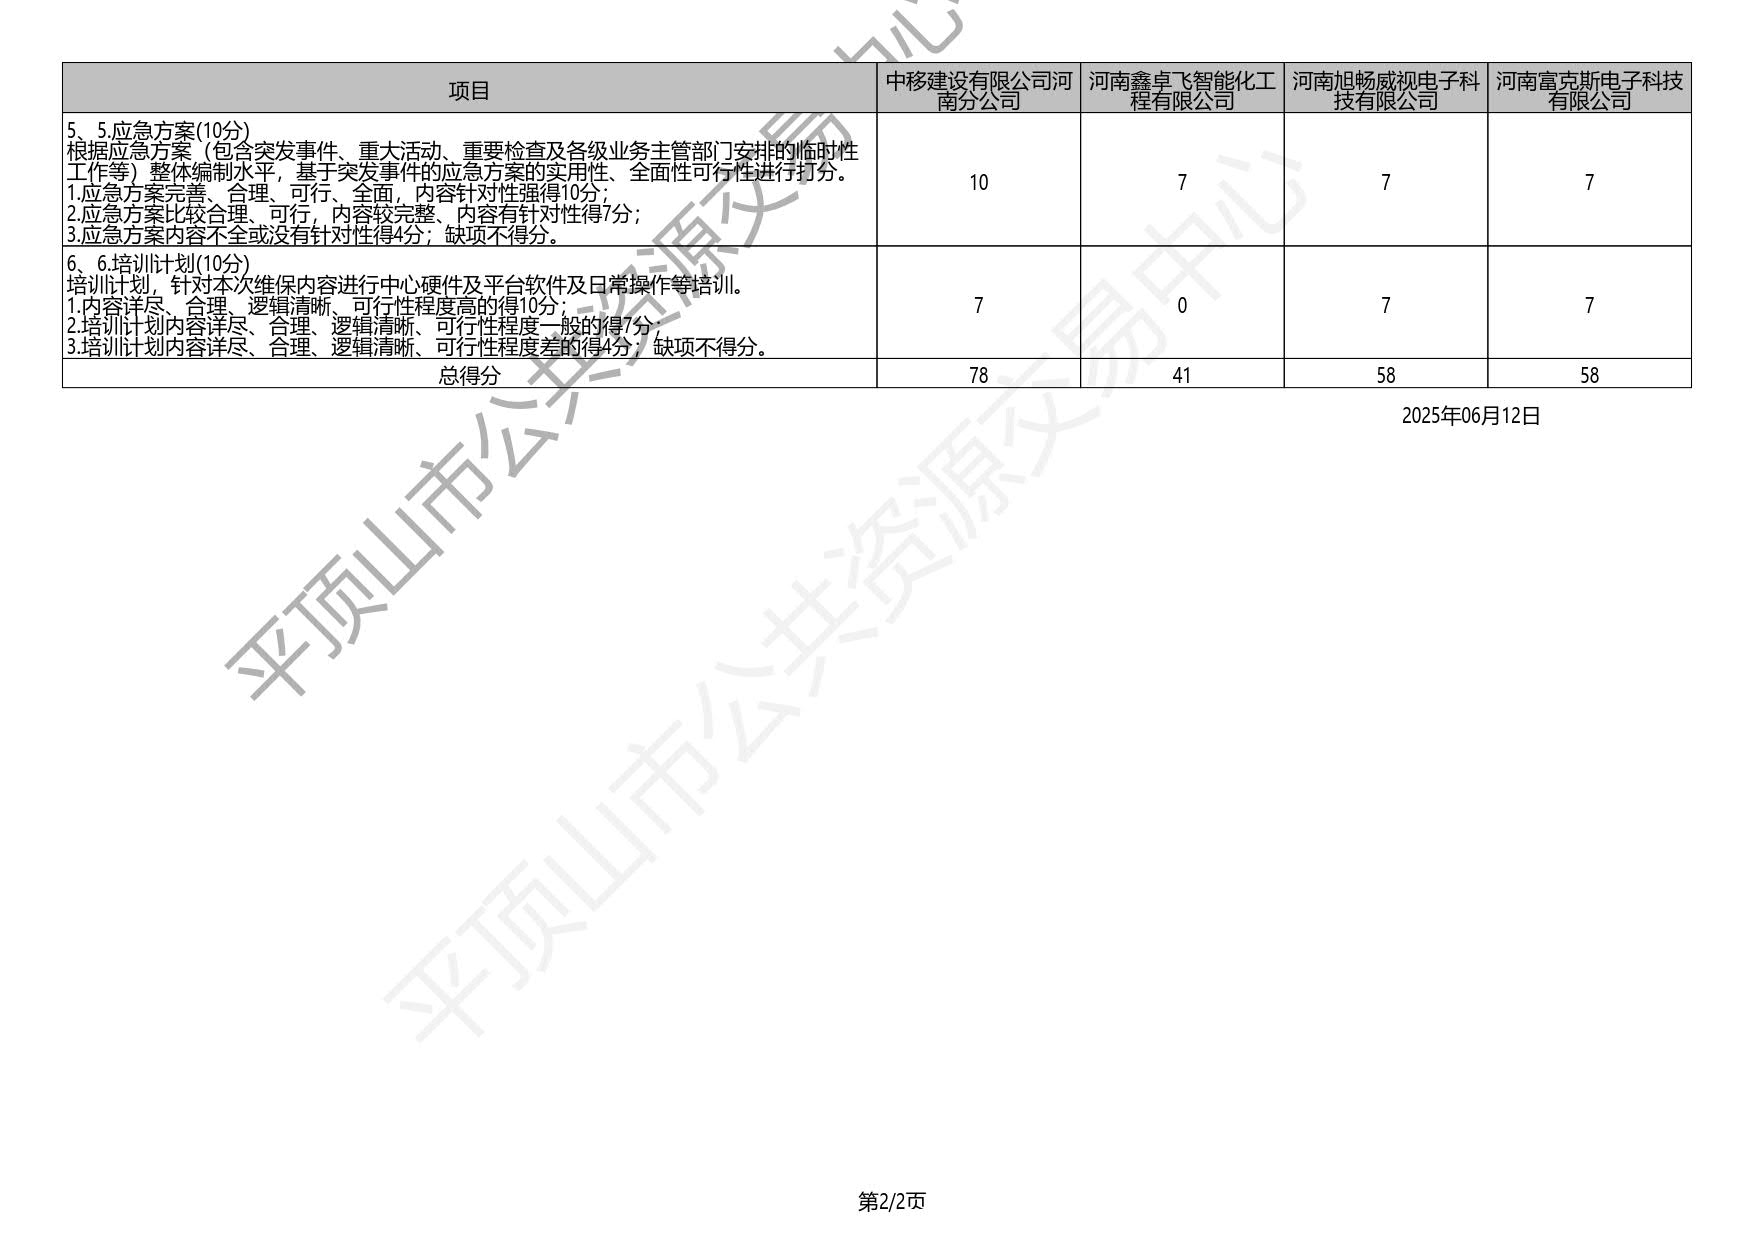 项目
中移建设有限公司河
南分公司
河南鑫卓飞智能化工
程有限公司
河南旭畅威视电子科
技有限公司
河南富克斯电子科技
有限公司
5、5.应急方案(10分)
根据应急方案（包含突发事件、重大活动、重要检查及各级业务主管部门安排的临时性
工作等）整体编制水平，基于突发事件的应急方案的实用性、全面性可行性进行打分。
1.应急方案完善、合理、可行、全面，内容针对性强得10分；
2.应急方案比较合理、可行，内容较完整、内容有针对性得7分；
3.应急方案内容不全或没有针对性得4分；缺项不得分。
10
7
7
7
6、6.培训计划(10分)
培训计划，针对本次维保内容进行中心硬件及平台软件及日常操作等培训。
1.内容详尽、合理、逻辑清晰、可行性程度高的得10分；
2.培训计划内容详尽、合理、逻辑清晰、可行性程度一般的得7分；
3.培训计划内容详尽、合理、逻辑清晰、可行性程度差的得4分；缺项不得分。
7
0
7
7
总得分
78
41
58
58
2025年06月12日
平顶山市公共资源交易中心
平顶山市公共资源交易中心
第2/2页